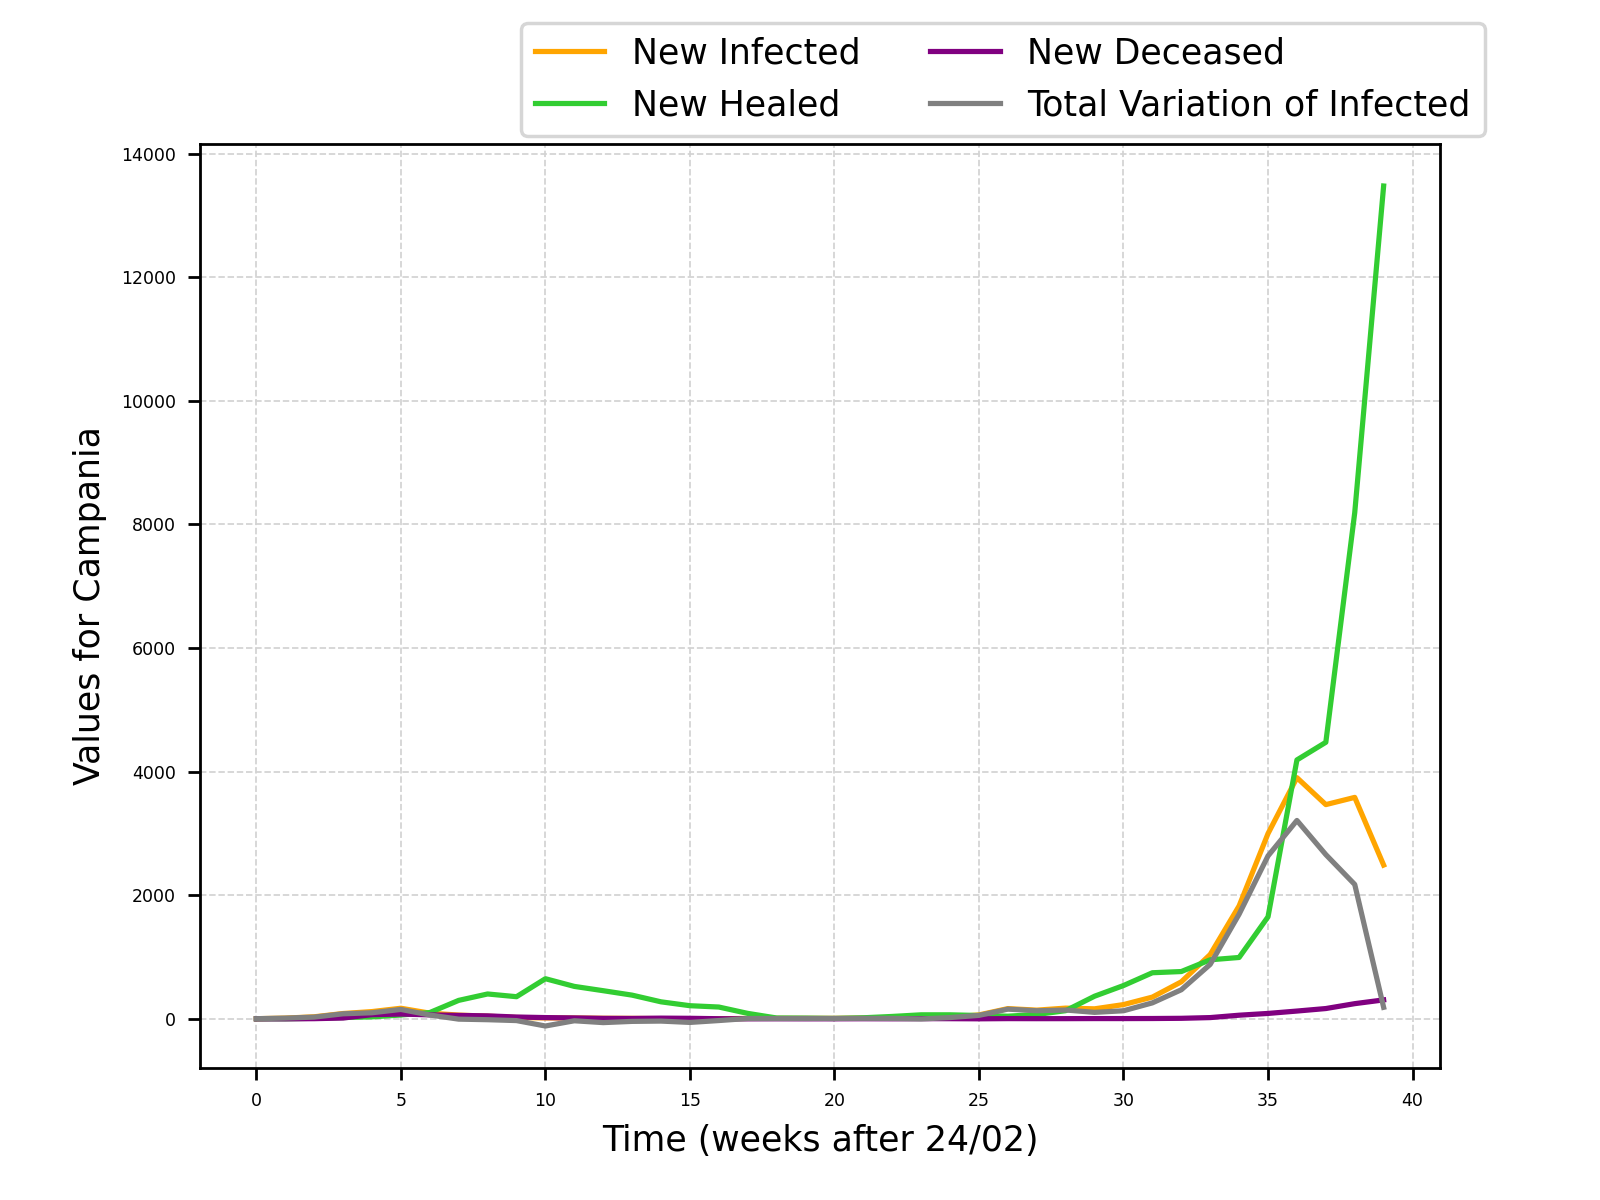 New Infected
New Healed
New Deceased
Total Variation of Infected
14000
12000
10000
8000
6000
4000
2000
0
Values for Campania
0 5 10 15 20 25 30 35 40
Time (weeks after 24/02)